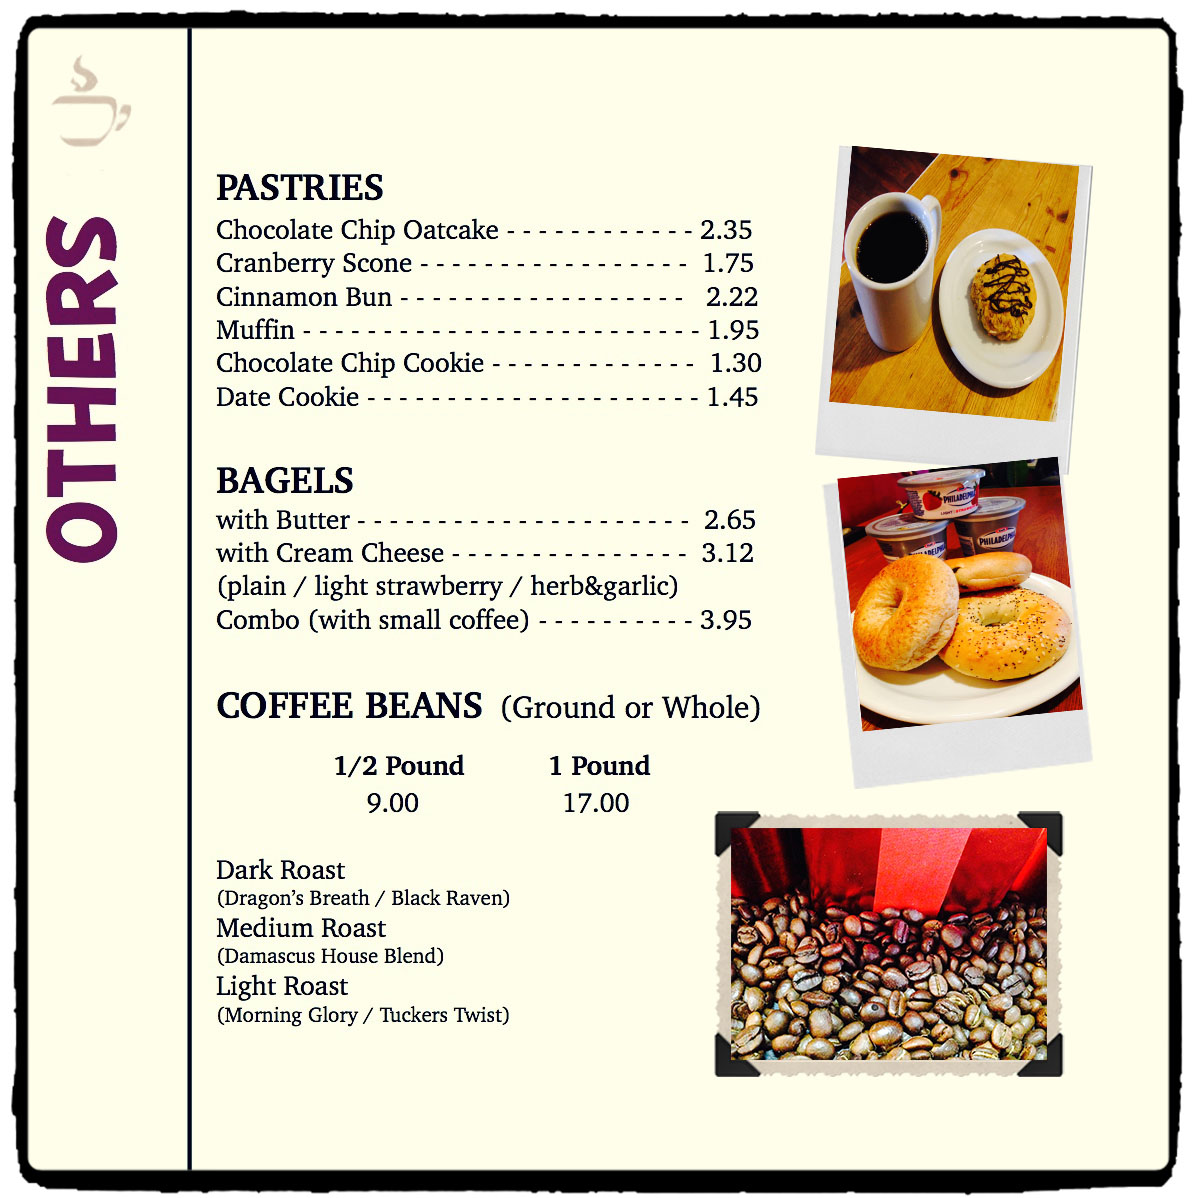 OTHERS
PASTRIES
Chocolate Chip Oatcake - - - - - - - - - - - - 2.35
Cranberry Scone - - - - - - - - - - - - - - - - - 1.75
Cinnamon Bun - - - - - - - - - - - - - - - - - - 2.22
Muffin - - - - - - - - - - - - - - - - - - - - - - - - - 1.95
Chocolate Chip Cookie - - - - - - - - - - - - - 1.30
Date Cookie - - - - - - - - - - - - - - - - - - - - - 1.45
BAGELS
with Butter - - - - - - - - - - - - - - - - - - - - - 2.65
with Cream Cheese - - - - - - - - - - - - - - - 3.12
(plain / light strawberry / herb&garlic)
Combo (with small coffee) - - - - - - - - - - 3.95
COFFEE BEANS (Ground or Whole)
1/2 Pound 1 Pound
9.00 17.00
Dark Roast
(Dragon's Breath / Black Raven)
Medium Roast
(Damascus House Blend)
Light Roast
(Morning Glory / Tuckers Twist)
PHILADELPHIA
PHILADELPHIA
PHILADELPHIA